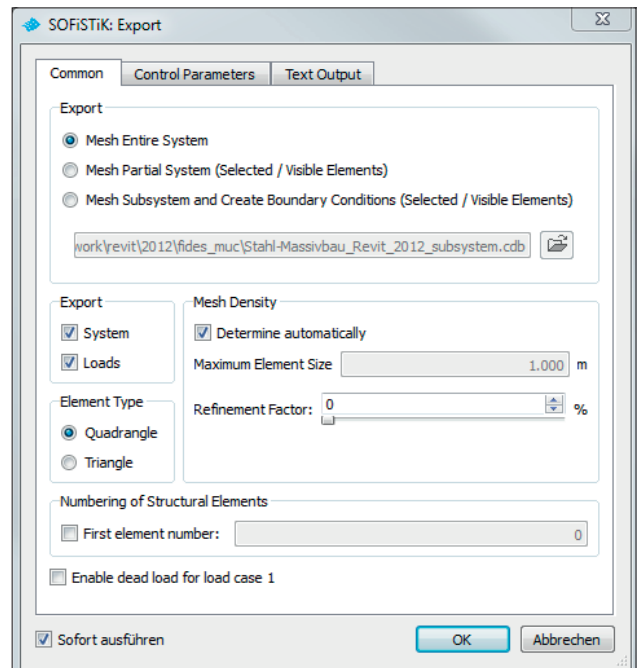 SOFiSTiK: Export
Common Control Parameters Text Output
Export
Mesh Entire System
Mesh Partial System (Selected / Visible Elements)
Mesh Subsystem and Create Boundary Conditions (Selected / Visible Elements)
work\revit\2012\fides_muc\Stahl-Massivbau_Revit_2012_subsystem.cdb
Export
System
Loads
Mesh Density
Determine automatically
Maximum Element Size 1.000 m
Refinement Factor: 0 %
Element Type
Quadrangle
Triangle
Numbering of Structural Elements
First element number: 0
Enable dead load for load case 1
Sofort ausführen OK Abbrechen